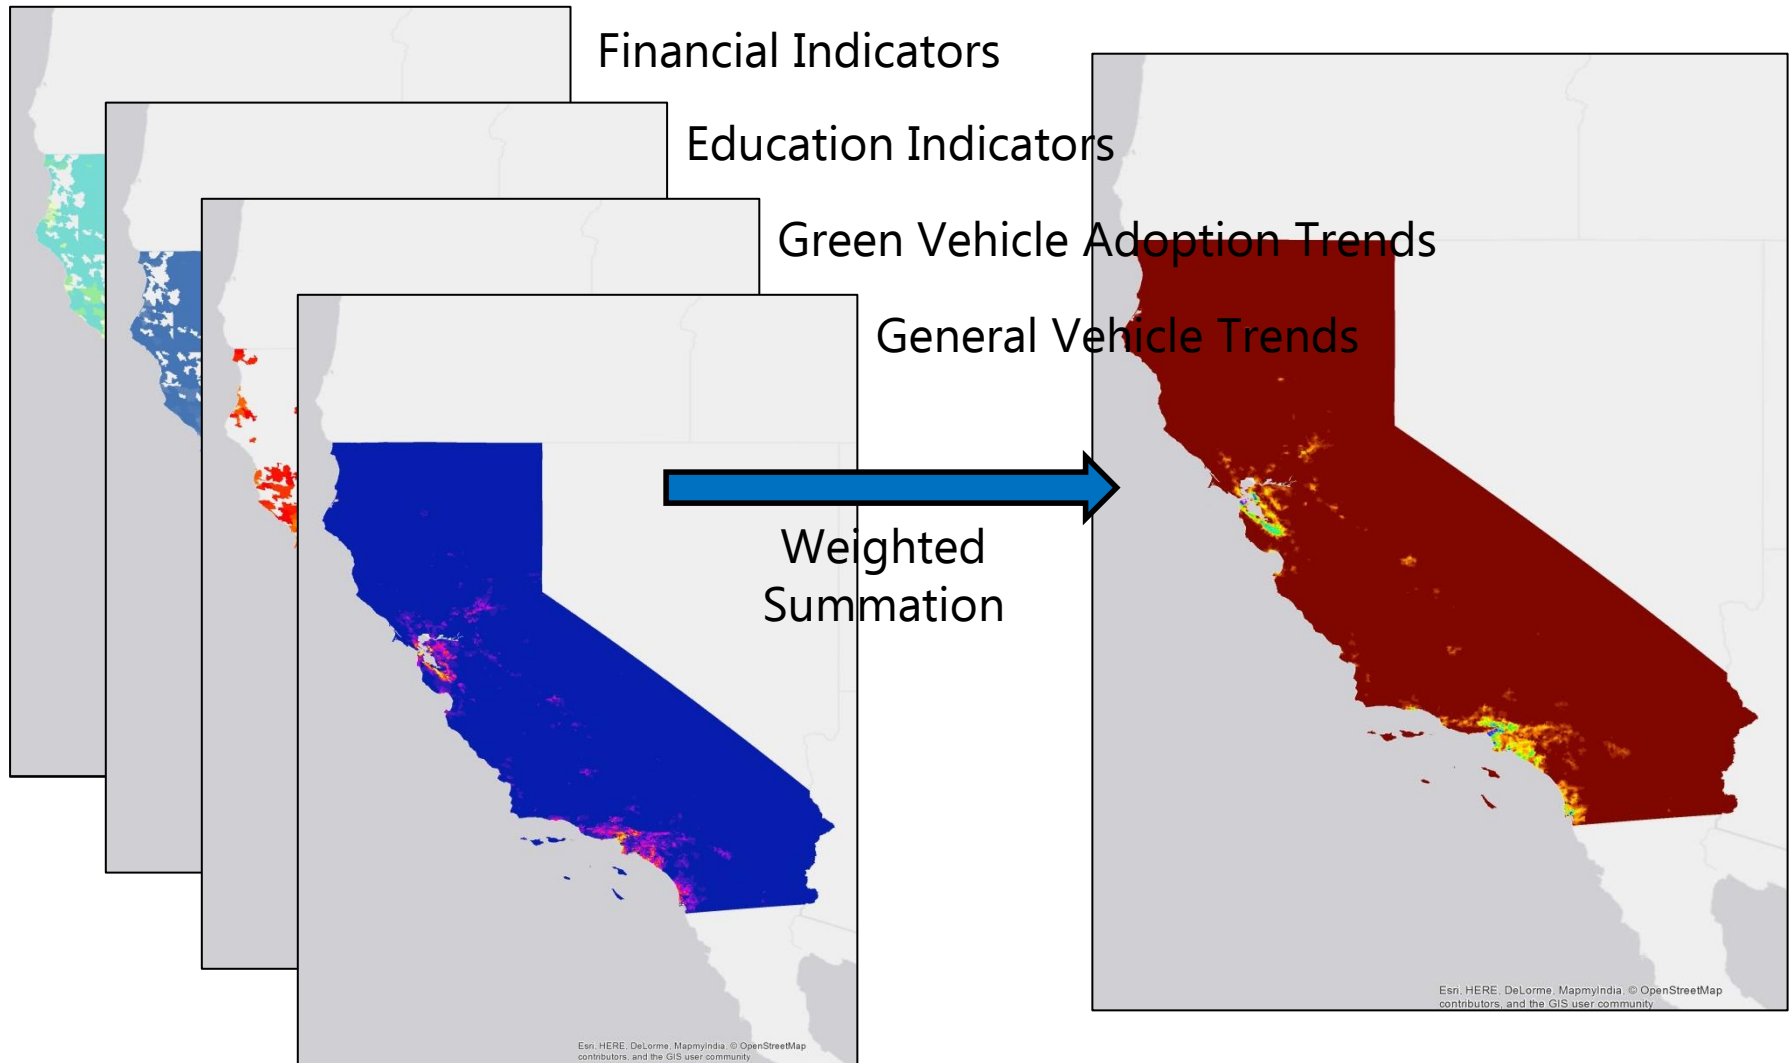 Financial Indicators
Education Indicators
Green Vehicle Adoption Trends
General Vehicle Trends
Weighted
Summation
Esri, HERE, DeLorme, MapmyIndia, © OpenStreetMap
contributors, and the GIS user community
Esri, HERE, DeLorme, MapmyIndia, © OpenStreetMap
contributors, and the GIS user community